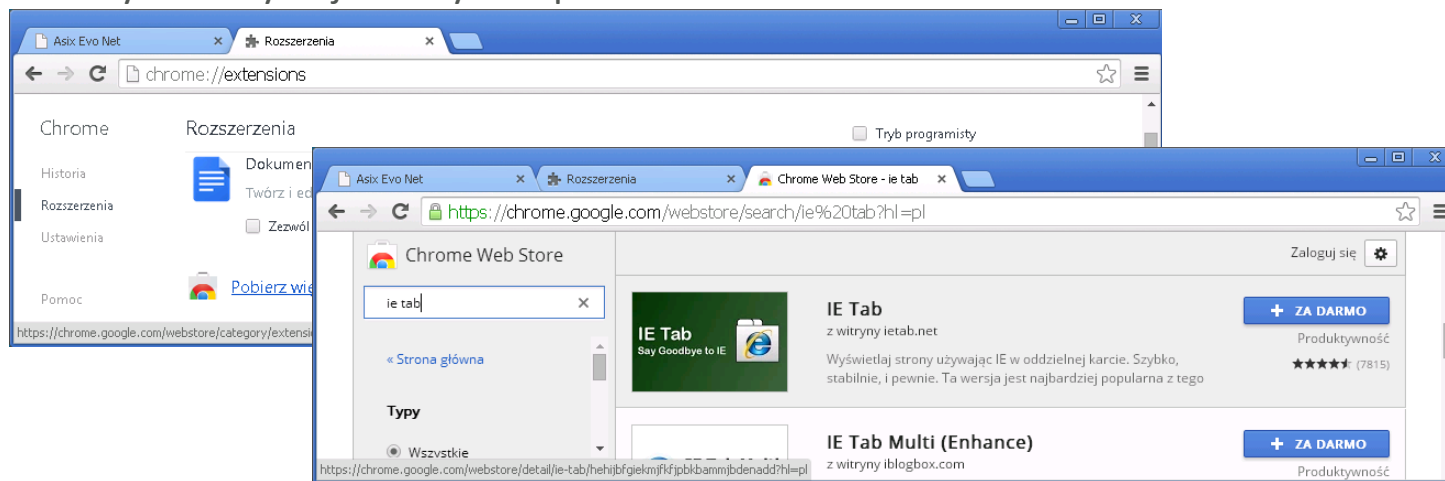 Asix Evo Net
Rozszerzenia
chrome://extensions
Chrome
Rozszerzenia
Tryb programisty
Historia
Rozszerzenia
Ustawienia
Pomoc
Twórz i
Pobierz
https://chrome.google.com/webstore/category/extensi
Asix Evo Net
Rozszerzenia
Chrome Web Store - ie tab
https://chrome.google.com/webstore/search/ie%20tab?hl=pl
Chrome Web Store
Zaloguj się
ie tab
« Strona główna
Typy
Wszystkie
IE Tab
Say Goodbye to IE
IE Tab
z witryny ietab.net
Wyświetlaj strony używając IE w oddzielnej karcie. Szybko,
stabilnie, i pewnie. Ta wersja jest najbardziej popularna z tego
+ ZA DARMO
Produktywność
(7815)
IE Tab Multi (Enhance)
z witryny iblogbox.com
+ ZA DARMO
Produktywność
https://chrome.google.com/webstore/detail/ie-tab/hehijbfgiekmjfkfjpbkbammjbdenadd?hl=pl